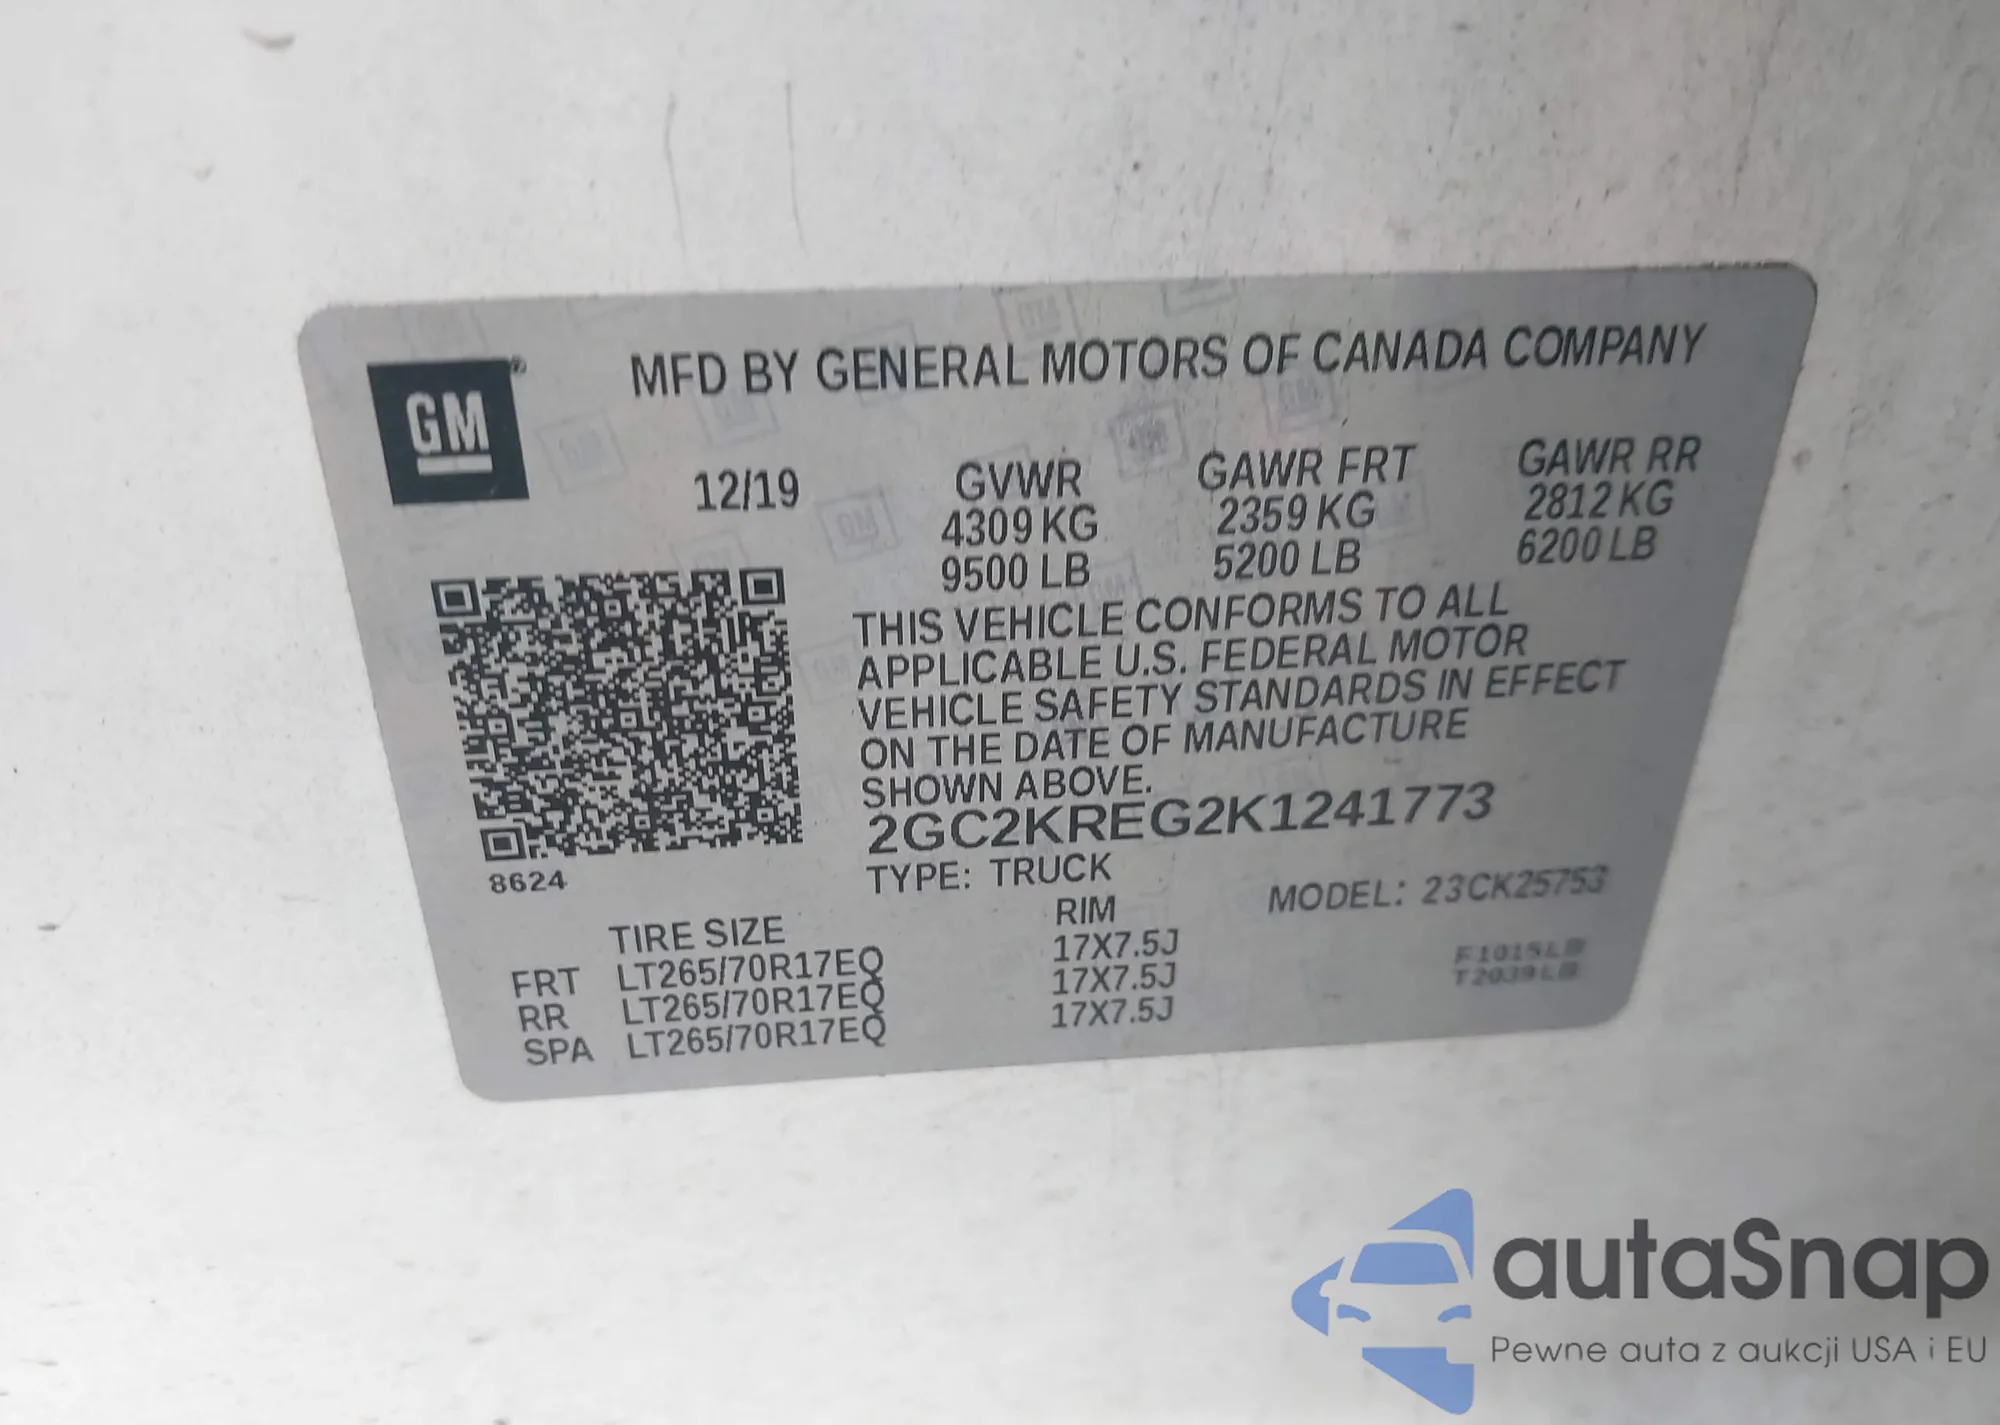 GM
MFD BY GENERAL MOTORS OF CANADA COMPANY
12/19 GVWR GAWR FRT GAWR RR
4309 KG 2359 KG 2812 KG
9500 LB 5200 LB 6200 LB
THIS VEHICLE CONFORMS TO ALL
APPLICABLE U.S. FEDERAL MOTOR
VEHICLE SAFETY STANDARDS IN EFFECT
ON THE DATE OF MANUFACTURE
SHOWN ABOVE.
2GC2KREG2K1241773
8624 TYPE: TRUCK MODEL: 23CK25753
TIRE SIZE RIM
FRT LT265/70R17EQ 17X7.5J
RR LT265/70R17EQ 17X7.5J
SPA LT265/70R17EQ 17X7.5J
autaSnap
Pewne auta z aukcji USA i EU